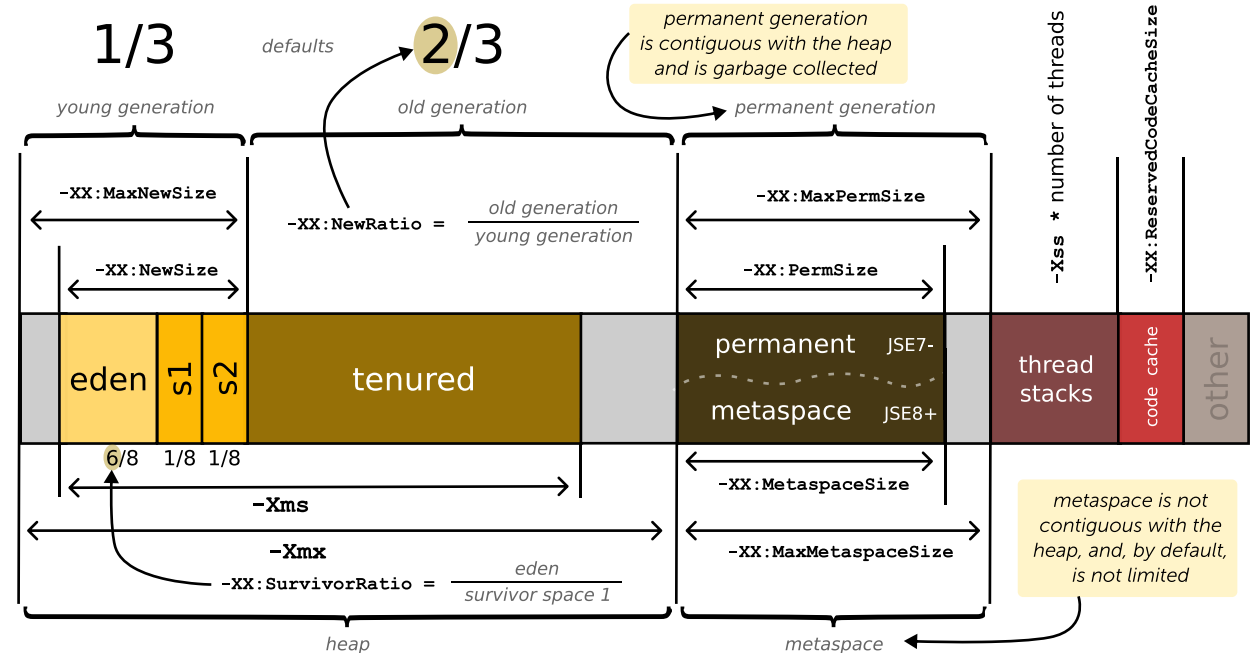 1/3
defaults
2/3
permanent generation
is contiguous with the heap
and is garbage collected
young generation
old generation
permanent generation
-Xss * number of threads
-XX:ReservedCodeCacheSize
-XX:MaxNewSize
-XX:NewRatio =
old generation
young generation
-XX:MaxPermSize
-XX:NewSize
-XX:PermSize
eden
s1
s2
tenured
permanent JSE7-
metaspace JSE8+
thread
stacks
code cache
other
6/8
1/8
1/8
-Xms
-XX:MetaspaceSize
-Xmx
-XX:MaxMetaspaceSize
-XX:SurvivorRatio =
eden
survivor space 1
metaspace is not
contiguous with the
heap, and, by default,
is not limited
heap
metaspace